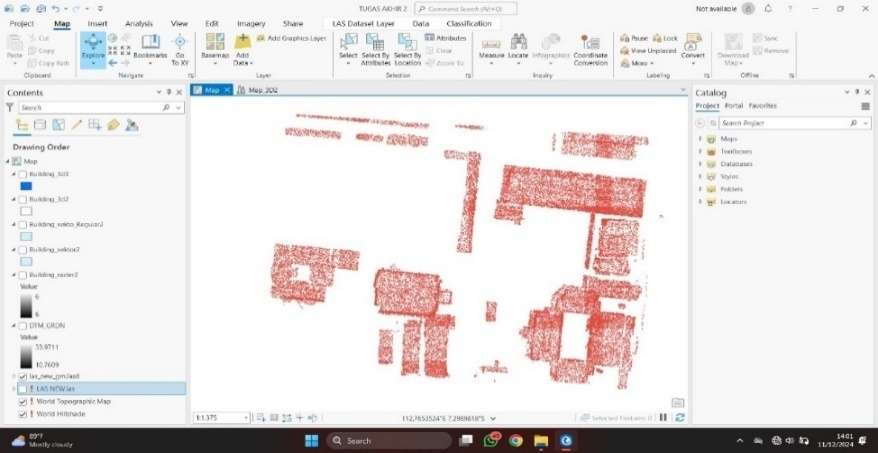 TUGAS AKHIR 2
Command Search (Alt+Q)
Not available
Project Map Insert Analysis View Edit Imagery Share LAS Dataset Layer Data Classification
Paste
Cut
Copy
Copy Path
Clipboard
Explore
Bookmarks
Go To XY
Navigate
Basemap
Add Data
Add Graphics Layer
Layer
Select
Select By Attributes
Select By Location
Attributes
Clear
Zoom To
Selection
Measure
Locate
Infographics
Coordinate Conversion
Inquiry
Pause
Lock
View Unplaced
More
Convert
Labeling
Download Map
Sync
Remove
Offline
Contents
Search
Drawing Order
Map
Building_3d3
Building_3d2
Building_vekto_Regular2
Building_vektor2
Building_raster2
Value
6
6
DTM_GRDN
Value
33,9711
10,7609
las_new_gm.lasd
LAS NEW.las
World Topographic Map
World Hillshade
Map
Map_3D2
1:1.375
112,7653524°E 7,2989818°S
Selected Features: 0
Catalog
Project Portal Favorites
Search Project
Maps
Toolboxes
Databases
Styles
Folders
Locators
89°F
Mostly cloudy
Search
14:01
11/12/2024